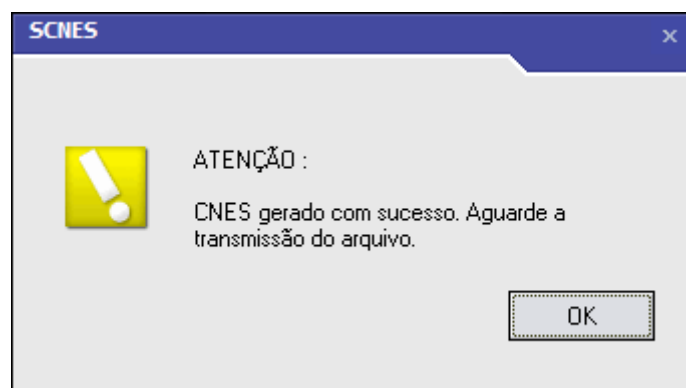 SCNES
ATENÇÃO :
CNES gerado com sucesso. Aguarde a
transmissão do arquivo.
OK